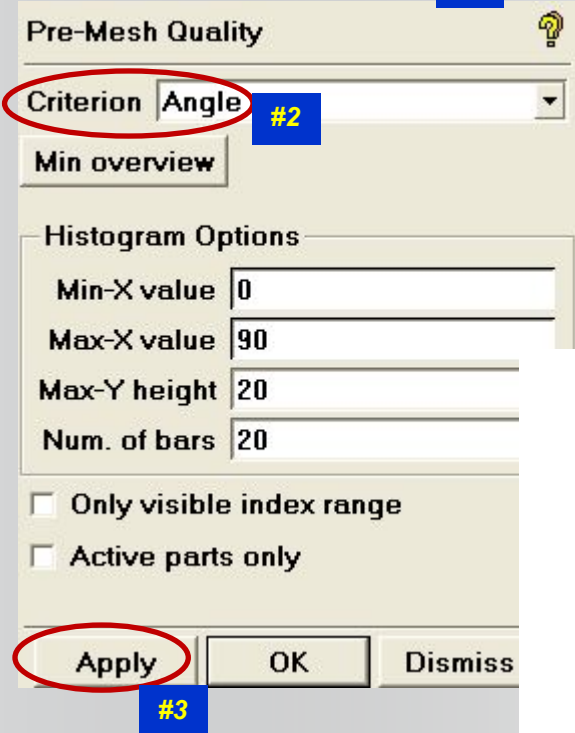 Pre-Mesh Quality
Criterion Angle #2
Min overview
Histogram Options
Min-X value 0
Max-X value 90
Max-Y height 20
Num. of bars 20
Only visible index range
Active parts only
Apply OK Dismiss
#3